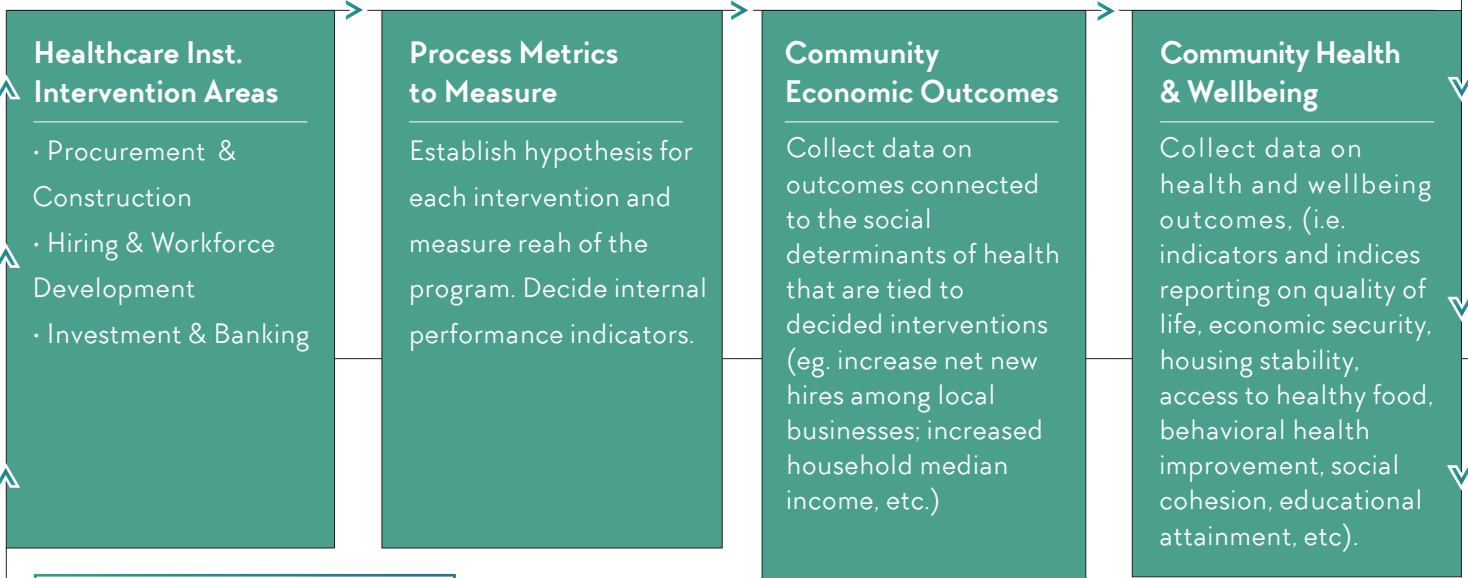 Healthcare Inst.
Intervention Areas
· Procurement &
Construction
· Hiring & Workforce
Development
· Investment & Banking
Process Metrics
to Measure
Establish hypothesis for
each intervention and
measure reah of the
program. Decide internal
performance indicators.
Community
Economic Outcomes
Collect data on
outcomes connected
to the social
determinants of health
that are tied to
decided interventions
(eg. increase net new
hires among local
businesses; increased
household median
income, etc.)
Community Health
& Wellbeing
Collect data on
health and wellbeing
outcomes, (i.e.
indicators and indices
reporting on quality of
life, economic security,
housing stability,
access to healthy food,
behavioral health
improvement, social
cohesion, educational
attainment, etc).